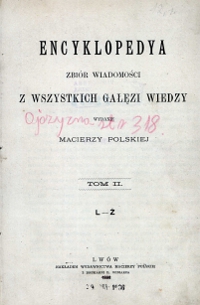 ENCYKLOPEDYA
ZBIÓR WIADOMOŚCI
Z WSZYSTKICH GAŁĘZI WIEDZY
WYDANIE
MACIERZY POLSKIEJ
TOM II.
L—Ż
LWÓW
NAKŁADEM WYDAWNICTWA MACIERZY POLSKIEJ